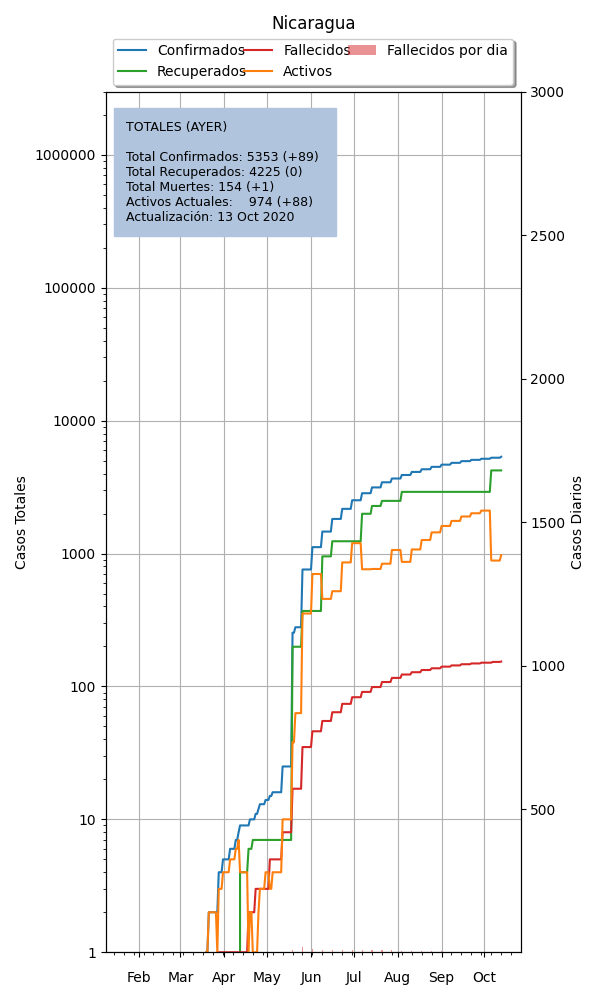 Nicaragua
Confirmados
Fallecidos
Fallecidos por dia
Recuperados
Activos
TOTALES (AYER)
Total Confirmados: 5353 (+89)
Total Recuperados: 4225 (0)
Total Muertes: 154 (+1)
Activos Actuales:    974 (+88)
Actualización: 13 Oct 2020
1000000
100000
10000
1000
100
10
1
Casos Totales
3000
2500
2000
1500
1000
500
Casos Diarios
Feb Mar Apr May Jun Jul Aug Sep Oct